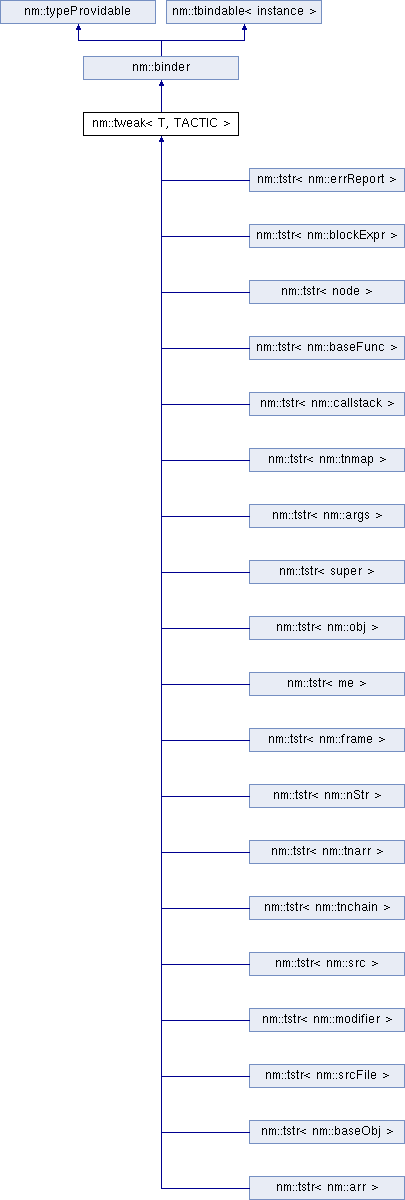 nm::typeProvidable
nm::tbindable< instance >
nm::binder
nm::tweak< T, TACTIC >
nm::tstr< nm::errReport >
nm::tstr< nm::blockExpr >
nm::tstr< node >
nm::tstr< nm::baseFunc >
nm::tstr< nm::callstack >
nm::tstr< nm::tnmap >
nm::tstr< nm::args >
nm::tstr< super >
nm::tstr< nm::obj >
nm::tstr< me >
nm::tstr< nm::frame >
nm::tstr< nm::nStr >
nm::tstr< nm::tnarr >
nm::tstr< nm::tnchain >
nm::tstr< nm::src >
nm::tstr< nm::modifier >
nm::tstr< nm::srcFile >
nm::tstr< nm::baseObj >
nm::tstr< nm::arr >